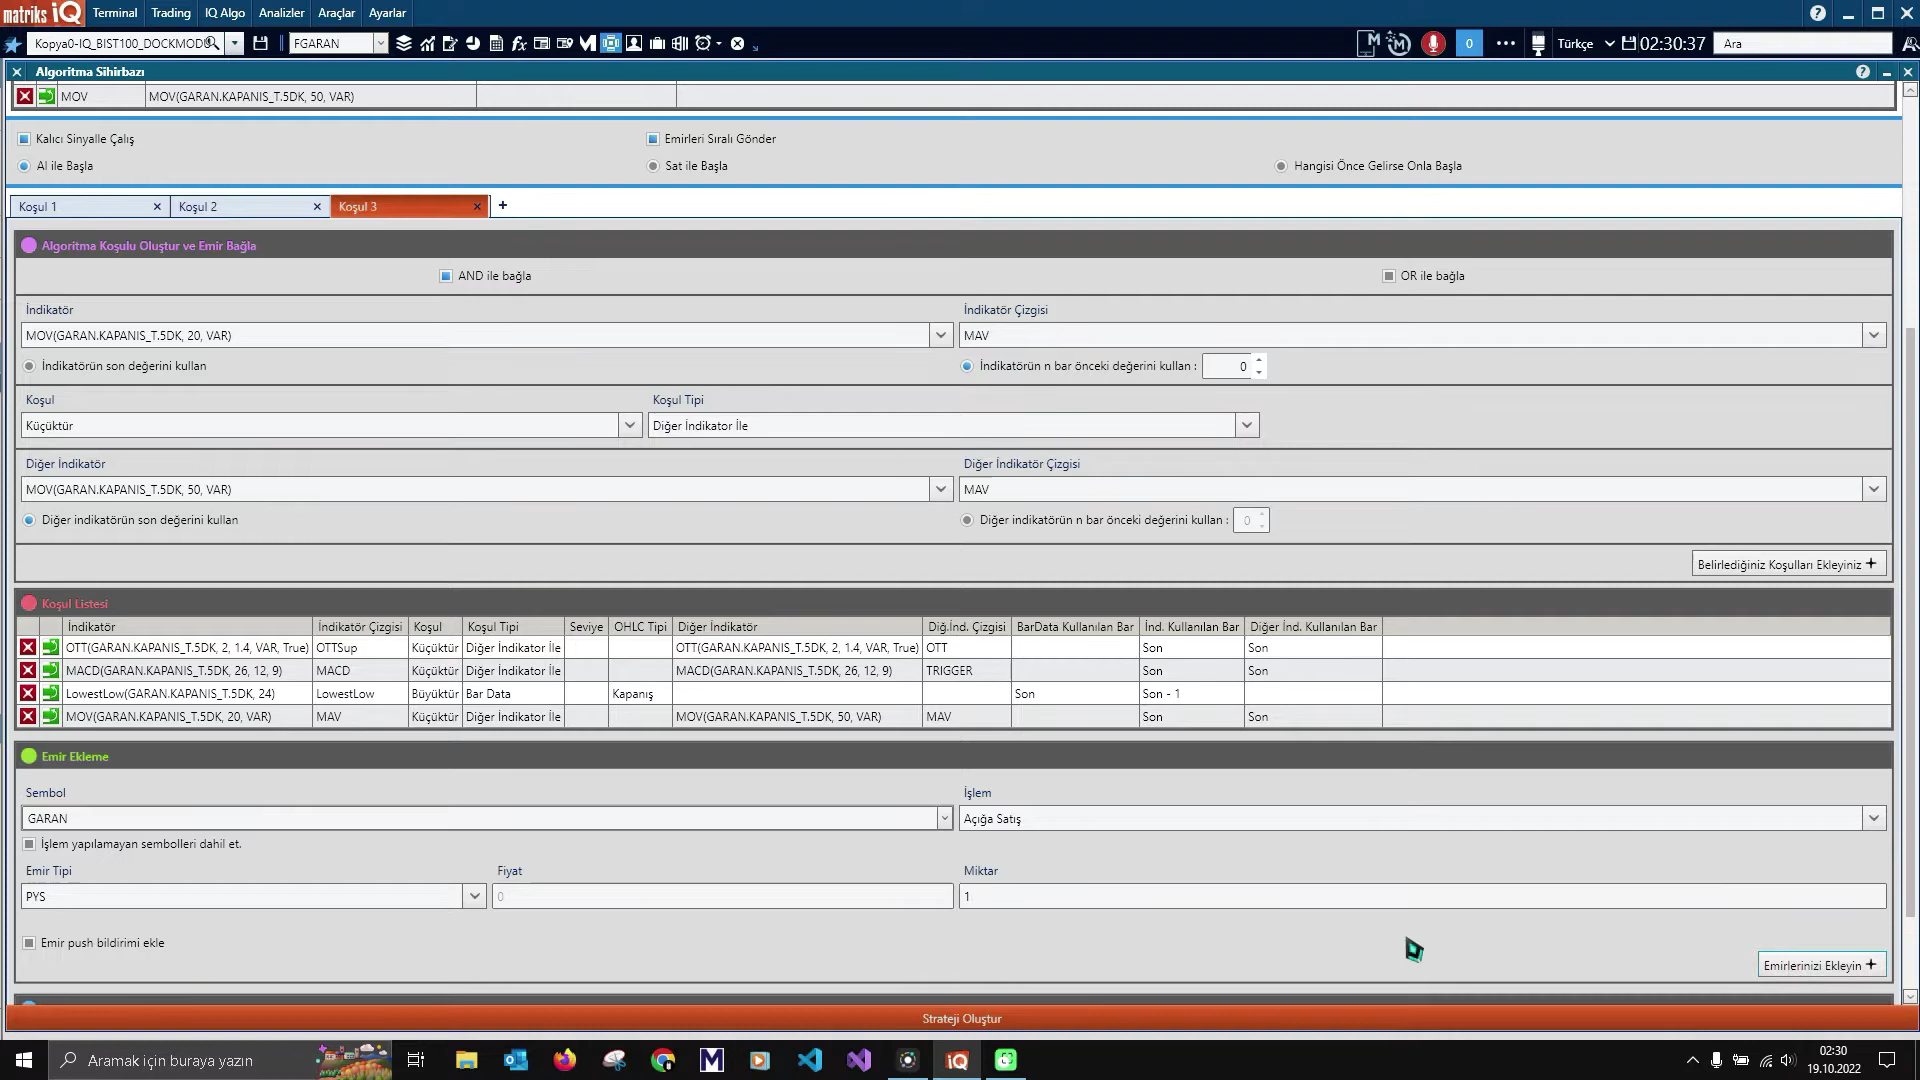 matriks iQ Terminal Trading IQ Algo Analizler Araçlar Ayarlar
FGARAN fx 0 Türkçe 02:30:37 Ara
Algoritma Sihirbazı
MOV MOV(GARAN.KAPANIS_T.5DK, 50, VAR)
Kalıcı Sinyalle Çalış Emirleri Sıralı Gönder
Al ile Başla Sat ile Başla Hangisi Önce Gelirse Onla Başla
Koşul 1 Koşul 2 Koşul 3 +
Algoritma Koşulu Oluştur ve Emir Bağla
AND ile bağla OR ile bağla
İndikatör İndikatör Çizgisi
MOV(GARAN.KAPANIS_T.5DK, 20, VAR) MAV
İndikatörün son değerini kullan İndikatörün n bar önceki değerini kullan : 0
Koşul Koşul Tipi
Küçüktür Diğer İndikator İle
Diğer İndikatör Diğer İndikatör Çizgisi
MOV(GARAN.KAPANIS_T.5DK, 50, VAR) MAV
Diğer indikatörün son değerini kullan Diğer indikatörün n bar önceki değerini kullan : 0
Belirlediğiniz Koşulları Ekleyiniz +
Koşul Listesi
İndikatör İndikatör Çizgisi Koşul Koşul Tipi Seviye OHLC Tipi Diğer İndikatör Diğ.İnd. Çizgisi BarData Kullanılan Bar İnd. Kullanılan Bar Diğer İnd. Kullanılan Bar
OTT(GARAN.KAPANIS_T.5DK, 2, 1.4, VAR, True) OTTSup Küçüktür Diğer İndikator İle OTT(GARAN.KAPANIS_T.5DK, 2, 1.4, VAR, True) OTT Son Son
MACD(GARAN.KAPANIS_T.5DK, 26, 12, 9) MACD Küçüktür Diğer İndikator İle MACD(GARAN.KAPANIS_T.5DK, 26, 12, 9) TRIGGER Son Son
LowestLow(GARAN.KAPANIS_T.5DK, 24) LowestLow Büyüktür Bar Data Kapanış Son Son - 1
MOV(GARAN.KAPANIS_T.5DK, 20, VAR) MAV Küçüktür Diğer İndikator İle MOV(GARAN.KAPANIS_T.5DK, 50, VAR) MAV Son Son
Emir Ekleme
Sembol İşlem
GARAN Açığa Satış
İşlem yapılamayan sembolleri dahil et.
Emir Tipi Fiyat Miktar
PYS 0 1
Emir push bildirimi ekle
Emirlerinizi Ekleyin +
Strateji Oluştur
Aramak için buraya yazın iQ 02:30
19.10.2022